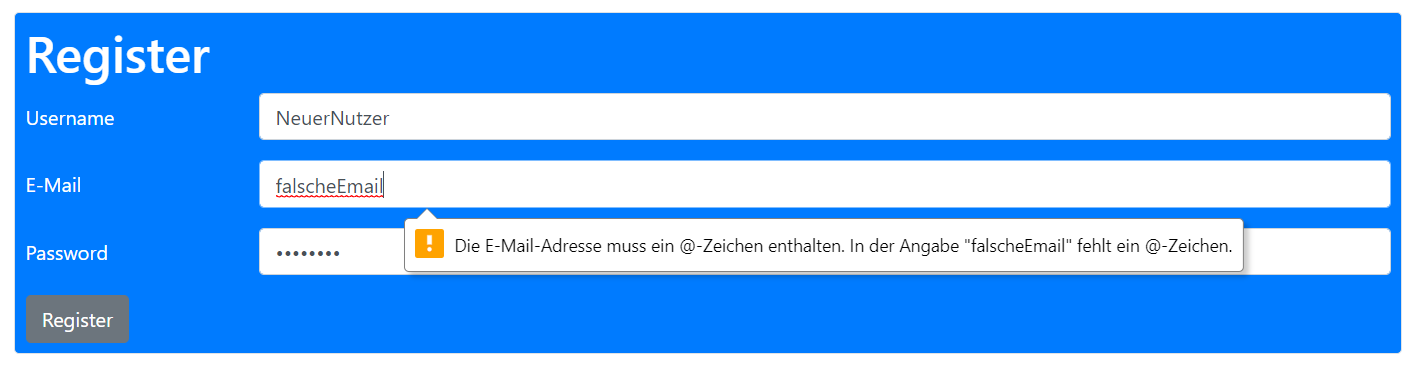 Register
Username NeuerNutzer
E-Mail falscheEmail
Die E-Mail-Adresse muss ein @-Zeichen enthalten. In der Angabe "falscheEmail" fehlt ein @-Zeichen.
Password ••••••••
Register